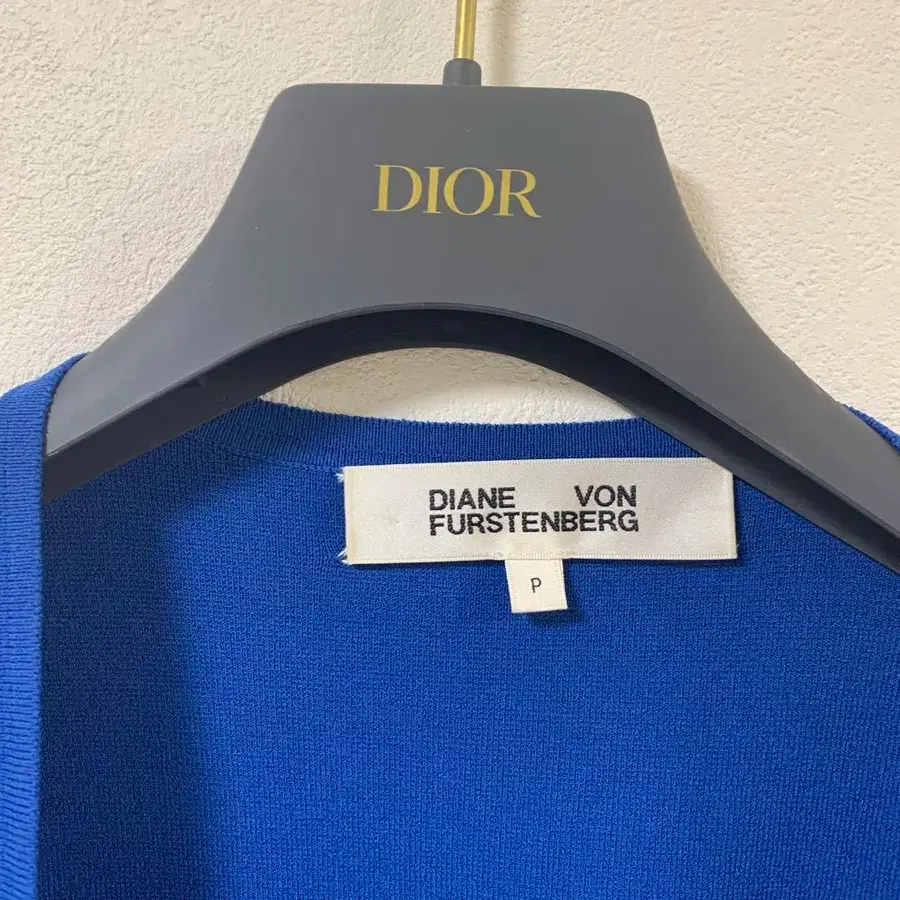 DIOR
DIANE VON
FURSTENBERG
P